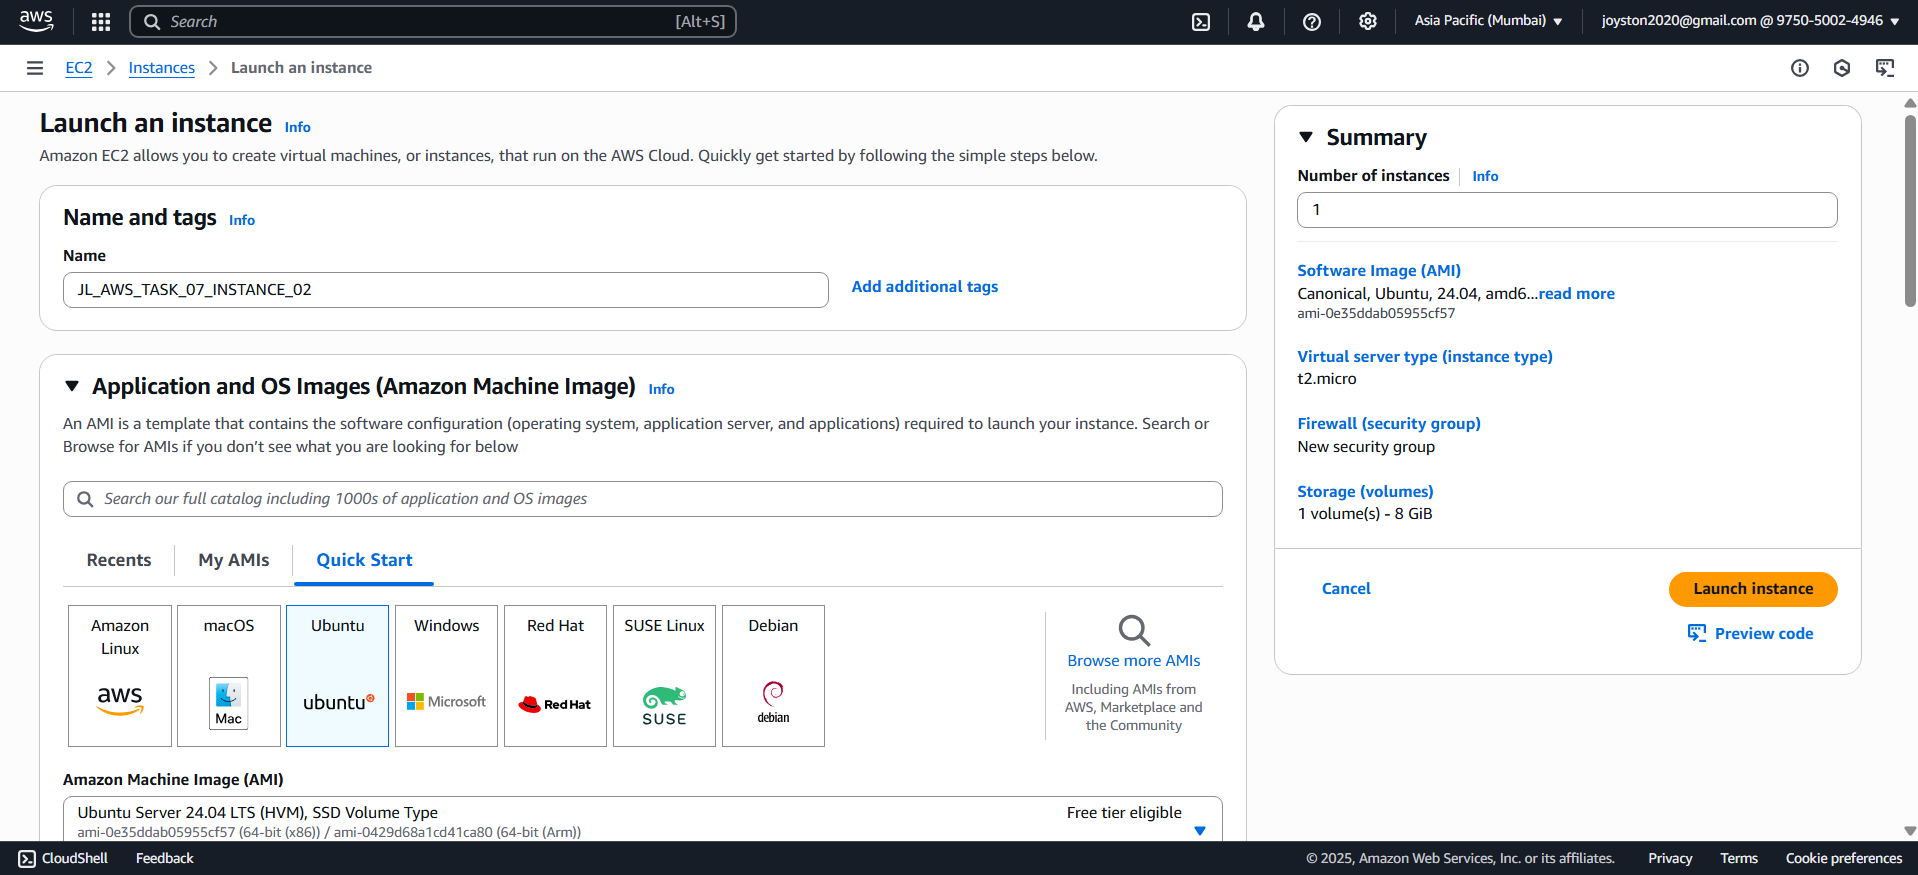 aws
Search [Alt+S]
Asia Pacific (Mumbai)
joyston2020@gmail.com @ 9750-5002-4946
EC2
Instances
Launch an instance
Launch an instance Info
Amazon EC2 allows you to create virtual machines, or instances, that run on the AWS Cloud. Quickly get started by following the simple steps below.
Name and tags Info
Name
JL_AWS_TASK_07_INSTANCE_02
Add additional tags
Application and OS Images (Amazon Machine Image) Info
An AMI is a template that contains the software configuration (operating system, application server, and applications) required to launch your instance. Search or
Browse for AMIs if you don’t see what you are looking for below
Search our full catalog including 1000s of application and OS images
Recents
My AMIs
Quick Start
Amazon
Linux
aws
macOS
Mac
Ubuntu
ubuntu
Windows
Microsoft
Red Hat
Red Hat
SUSE Linux
SUSE
Debian
debian
Browse more AMIs
Including AMIs from
AWS, Marketplace and
the Community
Amazon Machine Image (AMI)
Ubuntu Server 24.04 LTS (HVM), SSD Volume Type
Free tier eligible
ami-0e35ddab05955cf57 (64-bit (x86)) / ami-0429d68a1cd41ca80 (64-bit (Arm))
Summary
Number of instances Info
1
Software Image (AMI)
Canonical, Ubuntu, 24.04, amd6...read more
ami-0e35ddab05955cf57
Virtual server type (instance type)
t2.micro
Firewall (security group)
New security group
Storage (volumes)
1 volume(s) - 8 GiB
Cancel
Launch instance
Preview code
CloudShell
Feedback
© 2025, Amazon Web Services, Inc. or its affiliates.
Privacy
Terms
Cookie preferences